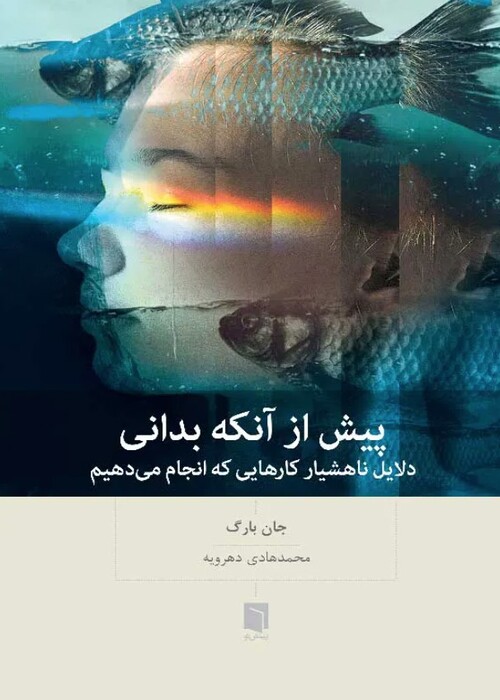 پیش از آنکه بدانی
دلایل ناهشیار کارهایی که انجام می‌دهیم
جان بارگ
محمدهادی دهرویه